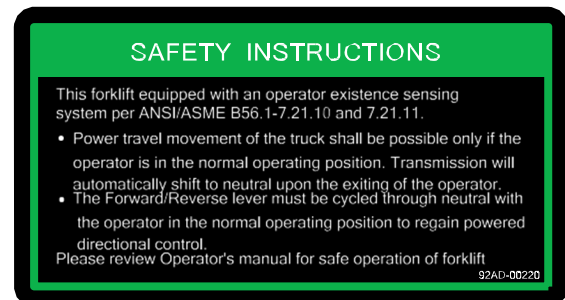 SAFETY INSTRUCTIONS
This forklift equipped with an operator existence sensing
system per ANSI/ASME B56.1-7.21.10 and 7.21.11.
• Power travel movement of the truck shall be possible only if the
operator is in the normal operating position. Transmission will
automatically shift to neutral upon the exiting of the operator.
• The Forward/Reverse lever must be cycled through neutral with
the operator in the normal operating position to regain powered
directional control.
Please review Operator's manual for safe operation of forklift
92AD-00220